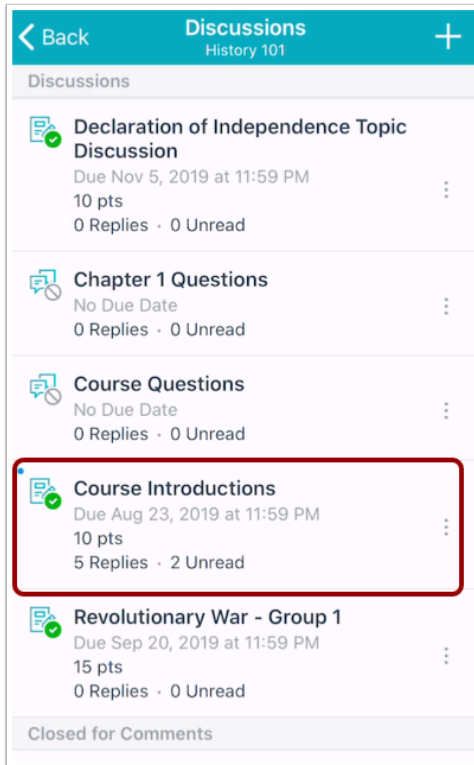 Back
Discussions
History 101
Discussions
Declaration of Independence Topic
Discussion
Due Nov 5, 2019 at 11:59 PM
10 pts
0 Replies · 0 Unread
Chapter 1 Questions
No Due Date
0 Replies · 0 Unread
Course Questions
No Due Date
0 Replies · 0 Unread
Course Introductions
Due Aug 23, 2019 at 11:59 PM
10 pts
5 Replies · 2 Unread
Revolutionary War - Group 1
Due Sep 20, 2019 at 11:59 PM
15 pts
0 Replies · 0 Unread
Closed for Comments